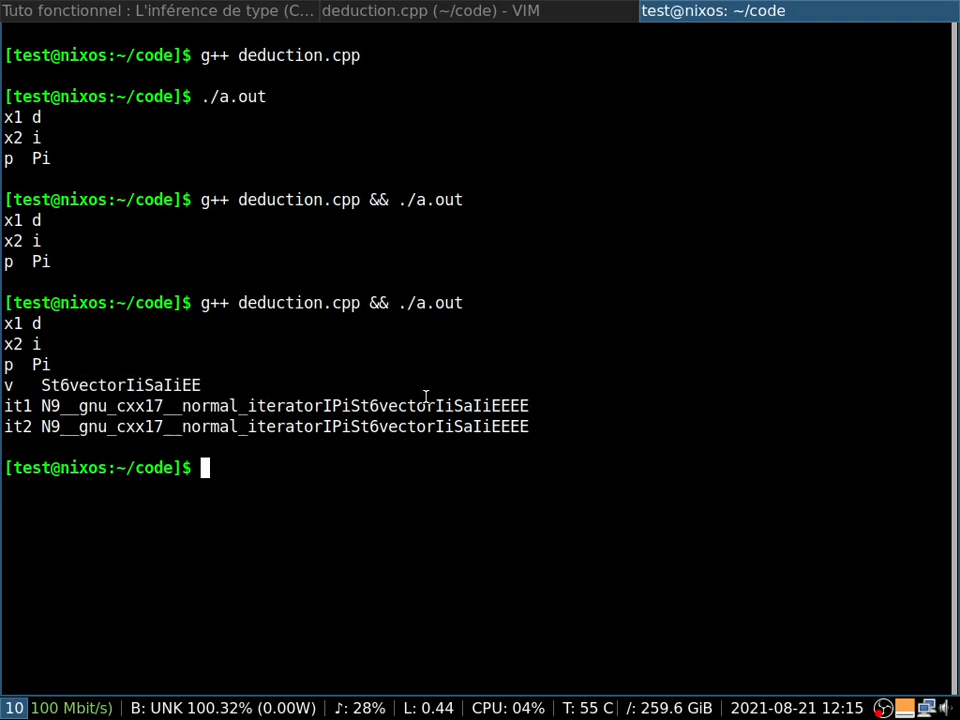 Tuto fonctionnel : L'inférence de type (C... deduction.cpp (~/code) - VIM test@nixos: ~/code
[test@nixos:~/code]$ g++ deduction.cpp
[test@nixos:~/code]$ ./a.out
x1 d
x2 i
p  Pi
[test@nixos:~/code]$ g++ deduction.cpp && ./a.out
x1 d
x2 i
p  Pi
[test@nixos:~/code]$ g++ deduction.cpp && ./a.out
x1 d
x2 i
p  Pi
v   St6vectorIiSaIiEE
it1 N9__gnu_cxx17__normal_iteratorIPiSt6vectorIiSaIiEEEE
it2 N9__gnu_cxx17__normal_iteratorIPiSt6vectorIiSaIiEEEE
[test@nixos:~/code]$
10 100 Mbit/s) | B: UNK 100.32% (0.00W) | ♪: 28% | L: 0.44 | CPU: 04% | T: 55 C | /: 259.6 GiB | 2021-08-21 12:15